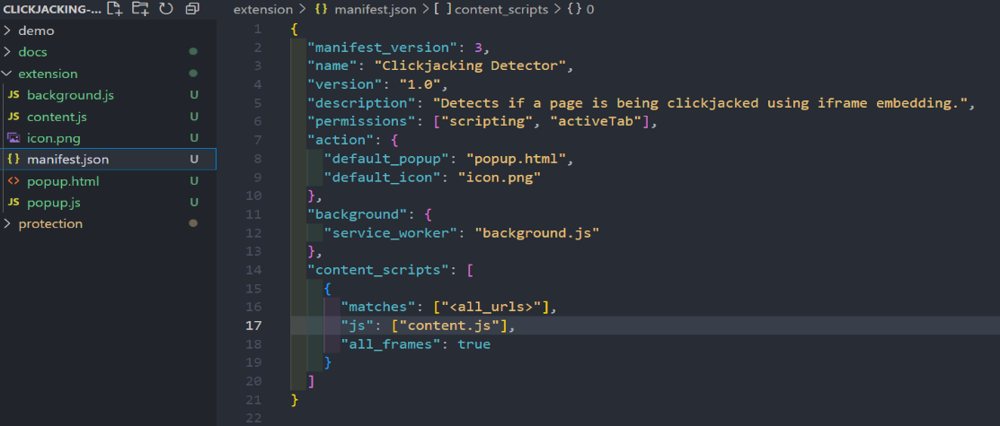 CLICKJACKING-...
demo
docs
extension
JS background.js U
JS content.js U
icon.png U
{} manifest.json U
<> popup.html U
JS popup.js U
protection
extension > {} manifest.json > [ ] content_scripts > {} 0
1 {
2 "manifest_version": 3,
3 "name": "Clickjacking Detector",
4 "version": "1.0",
5 "description": "Detects if a page is being clickjacked using iframe embedding.",
6 "permissions": ["scripting", "activeTab"],
7 "action": {
8 "default_popup": "popup.html",
9 "default_icon": "icon.png"
10 },
11 "background": {
12 "service_worker": "background.js"
13 },
14 "content_scripts": [
15 {
16 "matches": ["<all_urls>"],
17 "js": ["content.js"],
18 "all_frames": true
19 }
20 ]
21 }
22